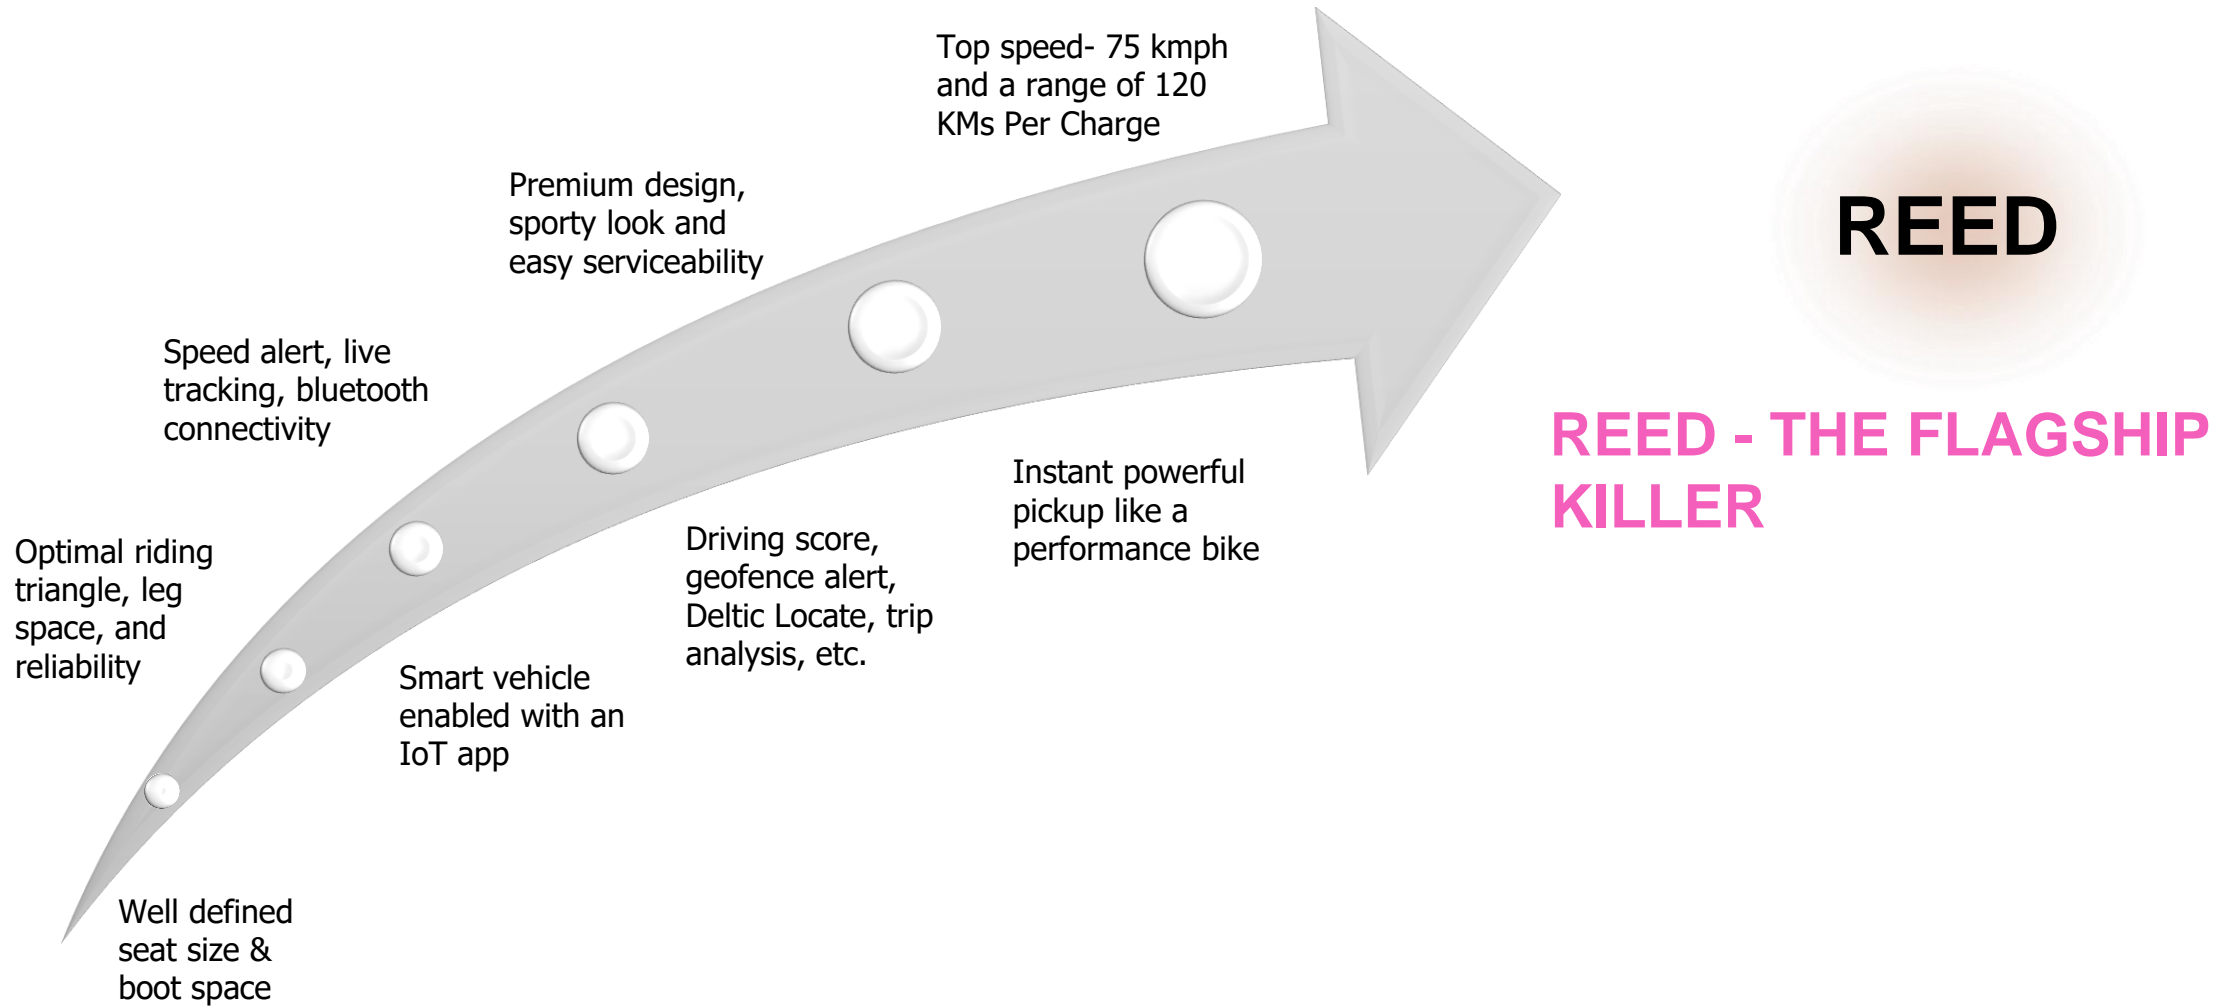 Top speed- 75 kmph
and a range of 120
KMs Per Charge
Premium design,
sporty look and
easy serviceability
REED
Speed alert, live
tracking, bluetooth
connectivity
REED - THE FLAGSHIP
KILLER
Instant powerful
pickup like a
performance bike
Optimal riding
triangle, leg
space, and
reliability
Driving score,
geofence alert,
Deltic Locate, trip
analysis, etc.
Smart vehicle
enabled with an
IoT app
Well defined
seat size &
boot space